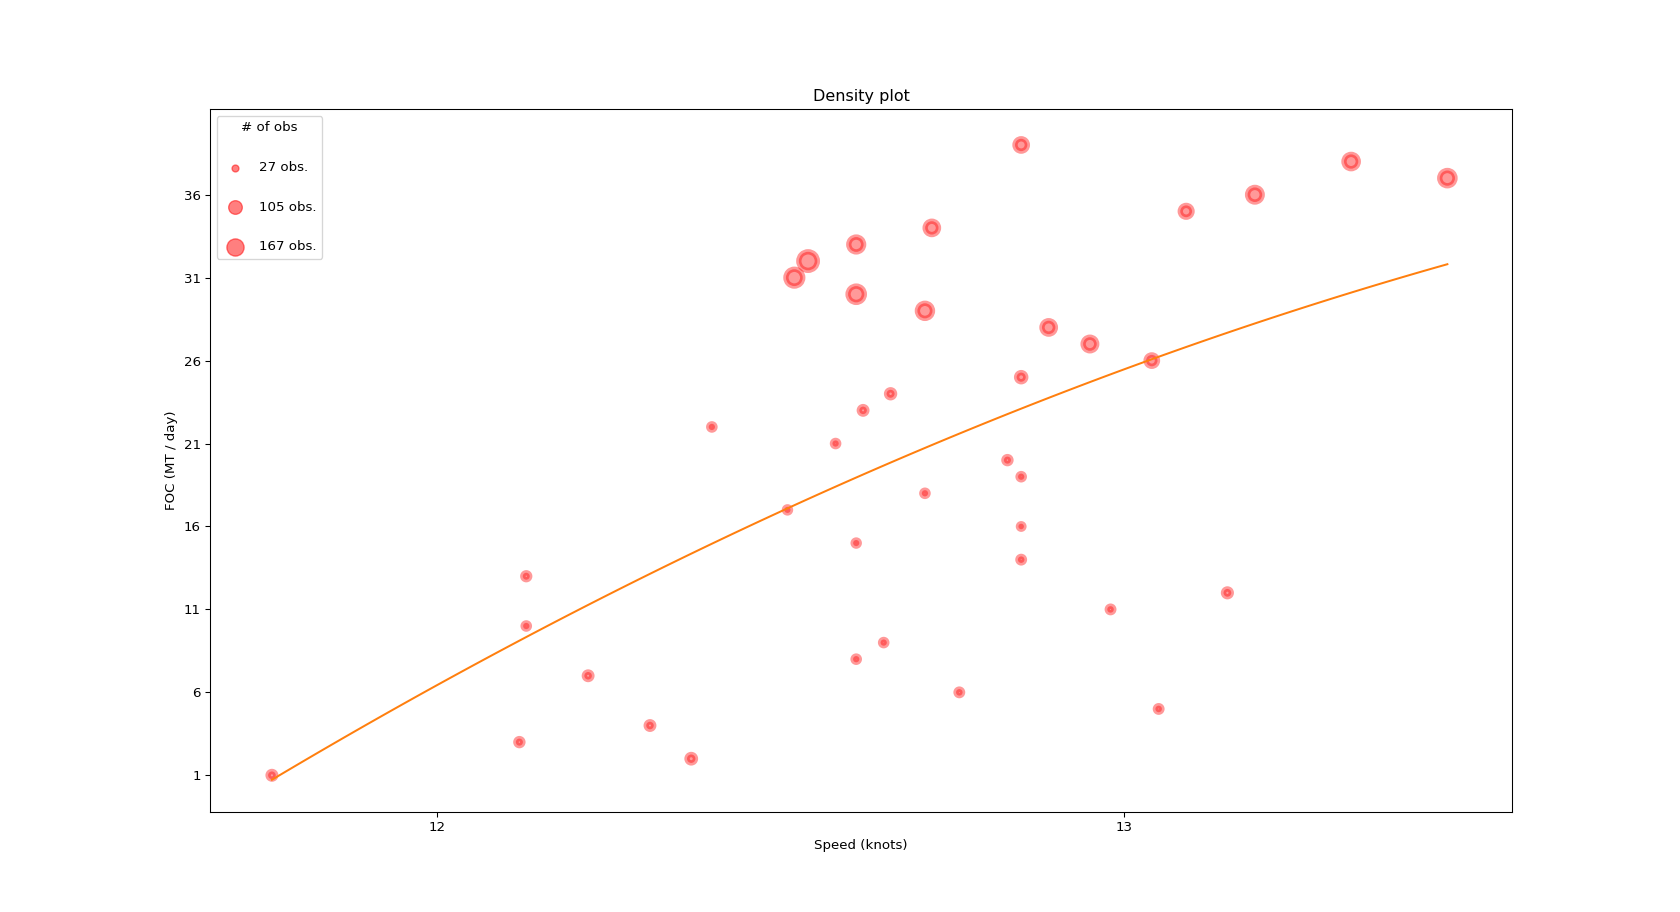 Density plot
# of obs
27 obs.
105 obs.
167 obs.
36
31
26
21
16
11
6
1
FOC (MT / day)
12
13
Speed (knots)